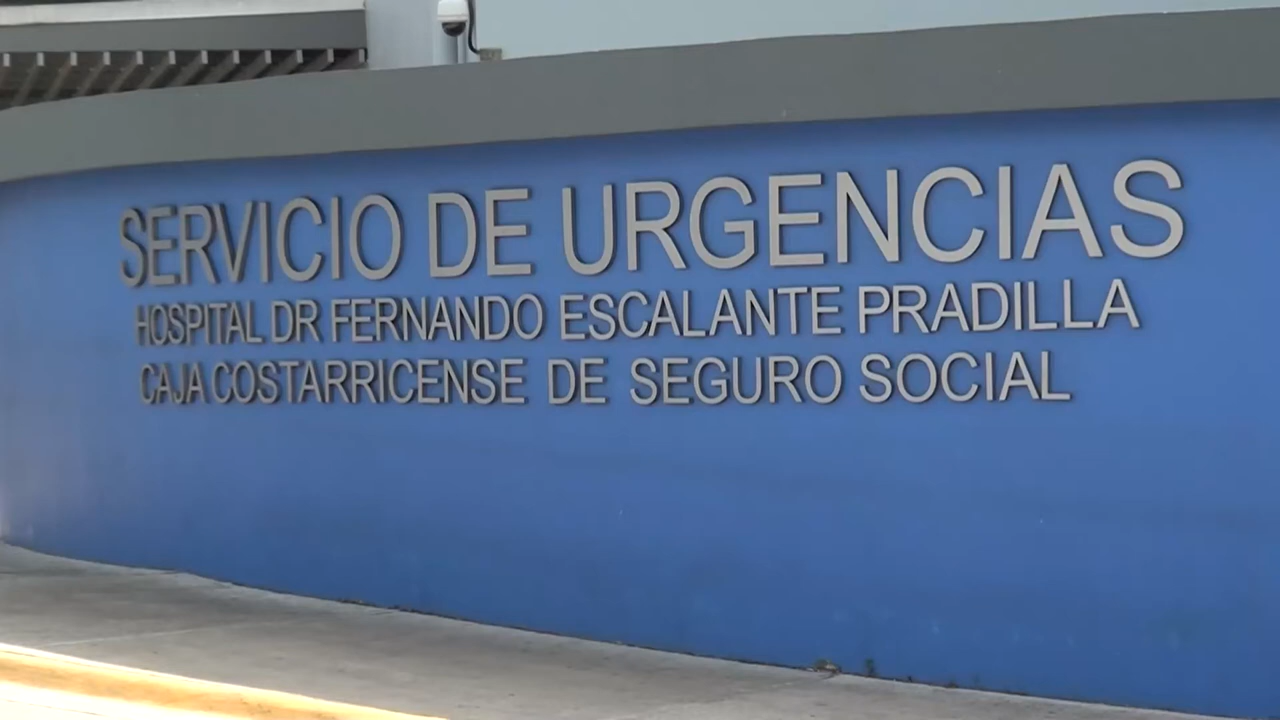 SERVICIO DE URGENCIAS
HOSPITAL DR FERNANDO ESCALANTE PRADILLA
CAJA COSTARRICENSE DE SEGURO SOCIAL